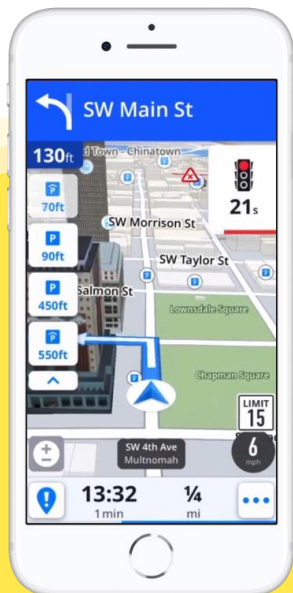 SW Main St
130ft
d Town - Chinatown
P
70ft
21s
SW Morrison St
P
90ft
SW Taylor St
Salmon St
P
450ft
Lownsdale Square
P
550ft
Chapman Square
LIMIT
15
SW 4th Ave
Multnomah
6
mph
13:32
1 min
¼
mi